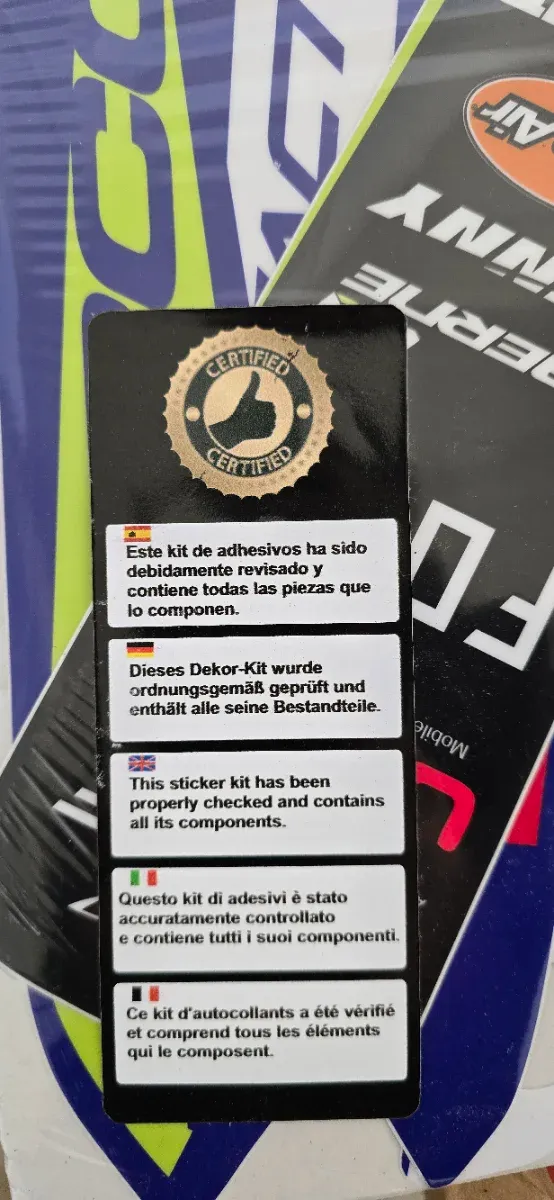 Air
NNY
CERTIFIED
CERTIFIED
Este kit de adhesivos ha sido
debidamente revisado y
contiene todas las piezas que
lo componen.
Dieses Dekor-Kit wurde
ordnungsgemäß geprüft und
enthält alle seine Bestandteile.
This sticker kit has been
properly checked and contains
all its components.
Questo kit di adesivi è stato
accuratamente controllato
e contiene tutti i suoi componenti.
Ce kit d'autocollants a été vérifié
et comprend tous les éléments
qui le composent.
Mobile